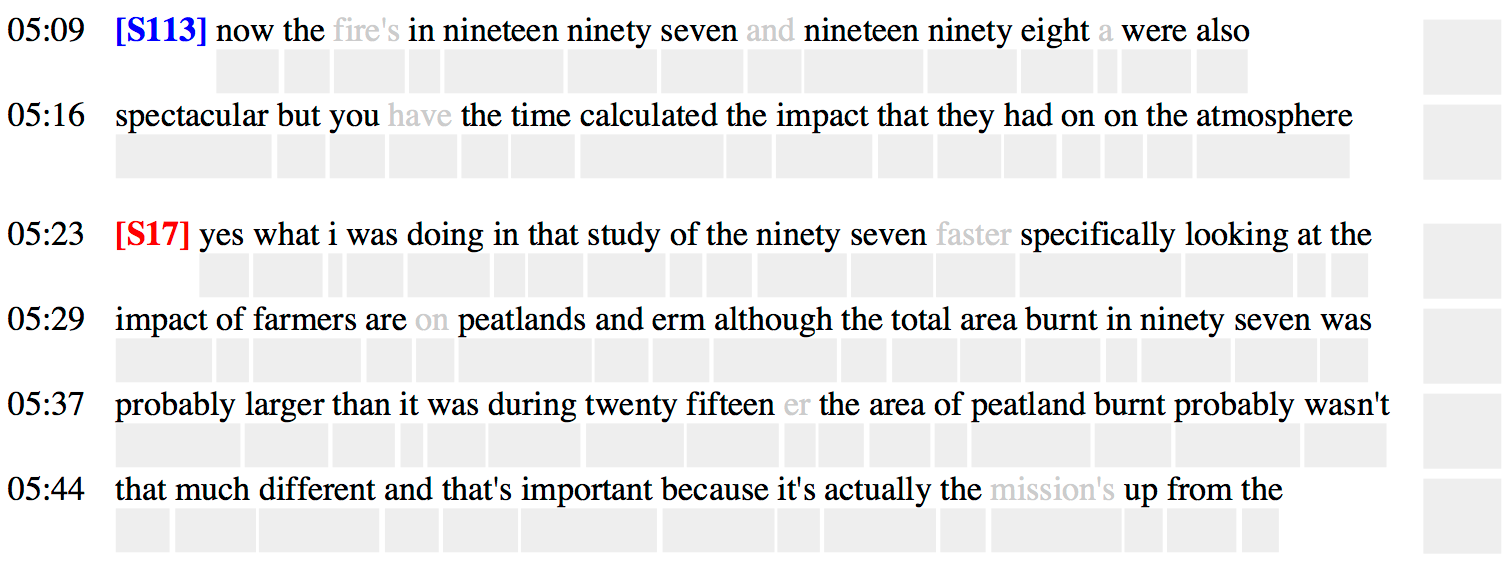 05:09 [S113] now the fire's in nineteen ninety seven and nineteen ninety eight a were also
05:16 spectacular but you have the time calculated the impact that they had on on the atmosphere
05:23 [S17] yes what i was doing in that study of the ninety seven faster specifically looking at the
05:29 impact of farmers are on peatlands and erm although the total area burnt in ninety seven was
05:37 probably larger than it was during twenty fifteen er the area of peatland burnt probably wasn't
05:44 that much different and that's important because it's actually the mission's up from the